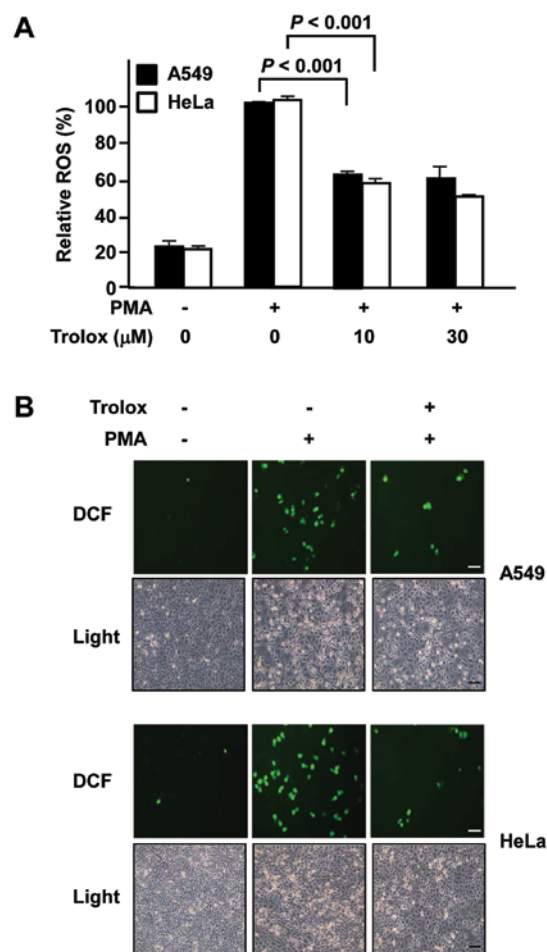 A
P < 0.001
P < 0.001
A549
HeLa
Relative ROS (%)
100
80
60
40
20
0
PMA - + + +
Trolox (μM) 0 0 10 30
B
Trolox - - +
PMA - + +
DCF
A549
Light
DCF
HeLa
Light